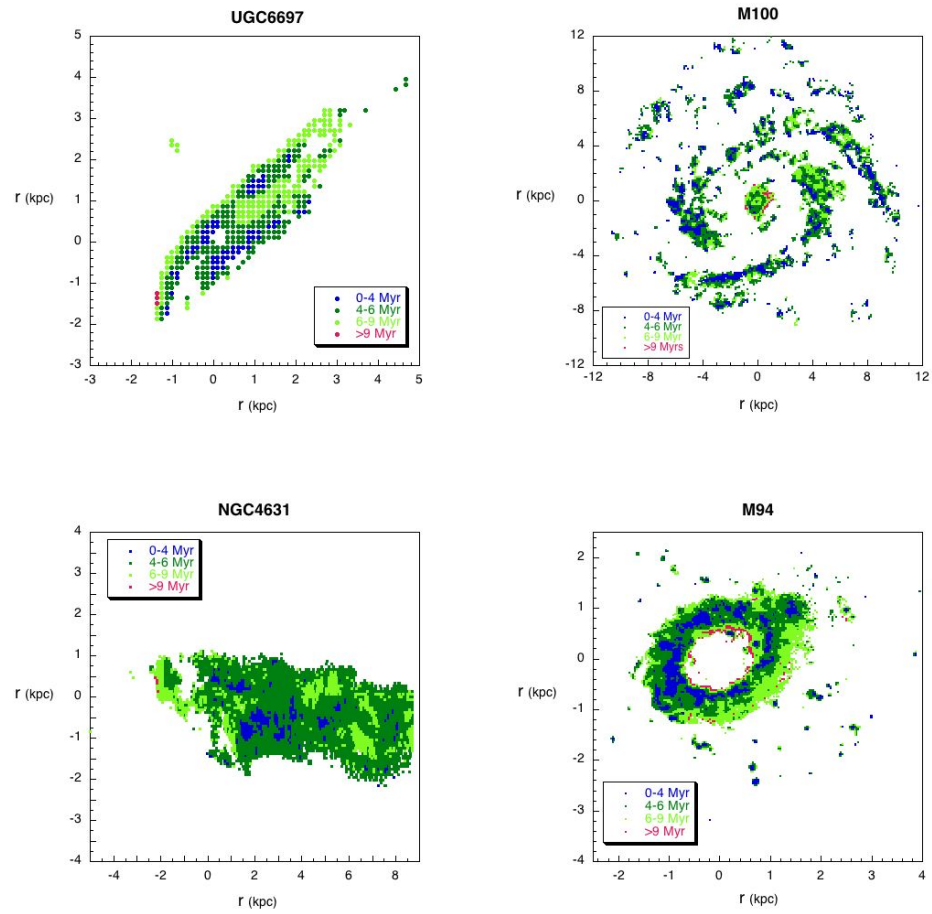 UGC6697
5
4
3
2
1
0
-1
-2
-3
r (kpc)
0-4 Myr
4-6 Myr
6-9 Myr
>9 Myr
-3 -2 -1 0 1 2 3 4 5
r (kpc)
M100
12
8
4
0
-4
-8
-12
r (kpc)
0-4 Myr
4-6 Myr
6-9 Myr
>9 Myrs
-12 -8 -4 0 4 8 12
r (kpc)
NGC4631
4
3
2
1
0
-1
-2
-3
-4
r (kpc)
0-4 Myr
4-6 Myr
6-9 Myr
>9 Myr
-4 -2 0 2 4 6 8
r (kpc)
M94
2
1
0
-1
-2
-3
-4
r (kpc)
0-4 Myr
4-6 Myr
6-9 Myr
>9 Myr
-2 -1 0 1 2 3 4
r (kpc)